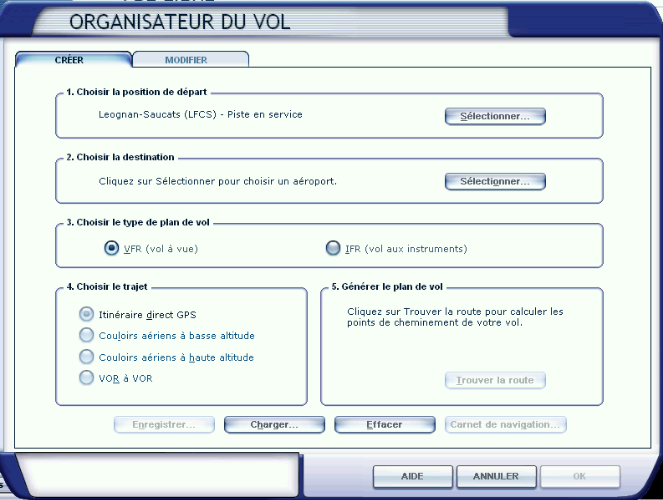 ORGANISATEUR DU VOL
CRÉER
MODIFIER
1. Choisir la position de départ
Leognan-Saucats (LFCS) - Piste en service
Sélectionner...
2. Choisir la destination
Cliquez sur Sélectionner pour choisir un aéroport.
Sélectionner...
3. Choisir le type de plan de vol
VFR (vol à vue)
IFR (vol aux instruments)
4. Choisir le trajet
Itinéraire direct GPS
Couloirs aériens à basse altitude
Couloirs aériens à haute altitude
VOR à VOR
5. Générer le plan de vol
Cliquez sur Trouver la route pour calculer les
points de cheminement de votre vol.
Trouver la route
Enregistrer...
Charger...
Effacer
Carnet de navigation...
AIDE
ANNULER
OK